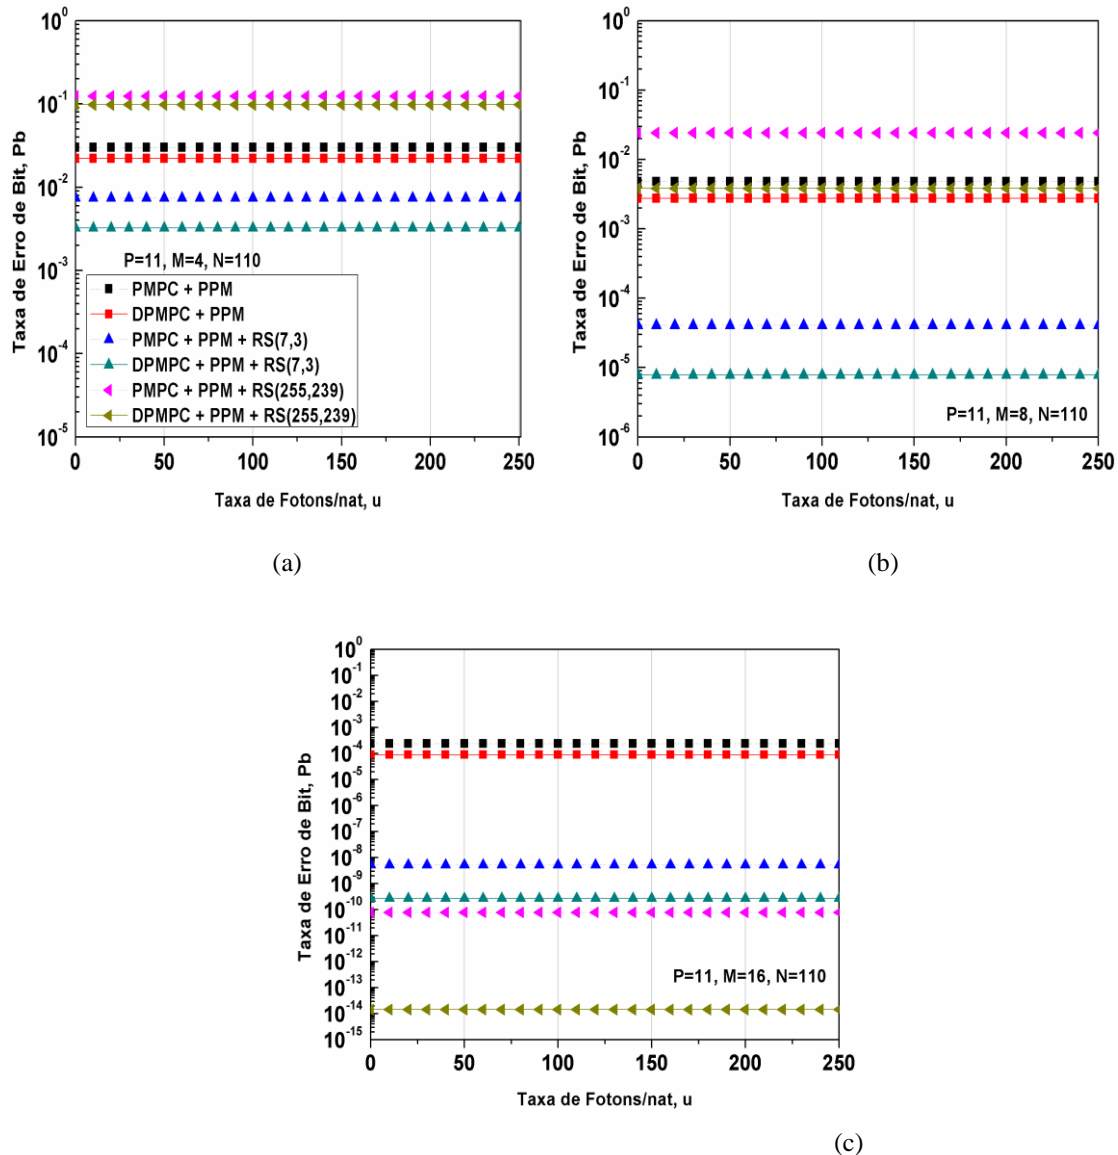 10^0
10^-1
10^-2
10^-3
10^-4
10^-5
Taxa de Erro de Bit, Pb
P=11, M=4, N=110
PMPC + PPM
DPMPC + PPM
PMPC + PPM + RS(7,3)
DPMPC + PPM + RS(7,3)
PMPC + PPM + RS(255,239)
DPMPC + PPM + RS(255,239)
0 50 100 150 200 250
Taxa de Fotons/nat, u
(a)
10^0
10^-1
10^-2
10^-3
10^-4
10^-5
10^-6
Taxa de Erro de Bit, Pb
P=11, M=8, N=110
0 50 100 150 200 250
Taxa de Fotons/nat, u
(b)
10^0
10^-1
10^-2
10^-3
10^-4
10^-5
10^-6
10^-7
10^-8
10^-9
10^-10
10^-11
10^-12
10^-13
10^-14
10^-15
Taxa de Erro de Bit, Pb
P=11, M=16, N=110
0 50 100 150 200 250
Taxa de Fotons/nat, u
(c)